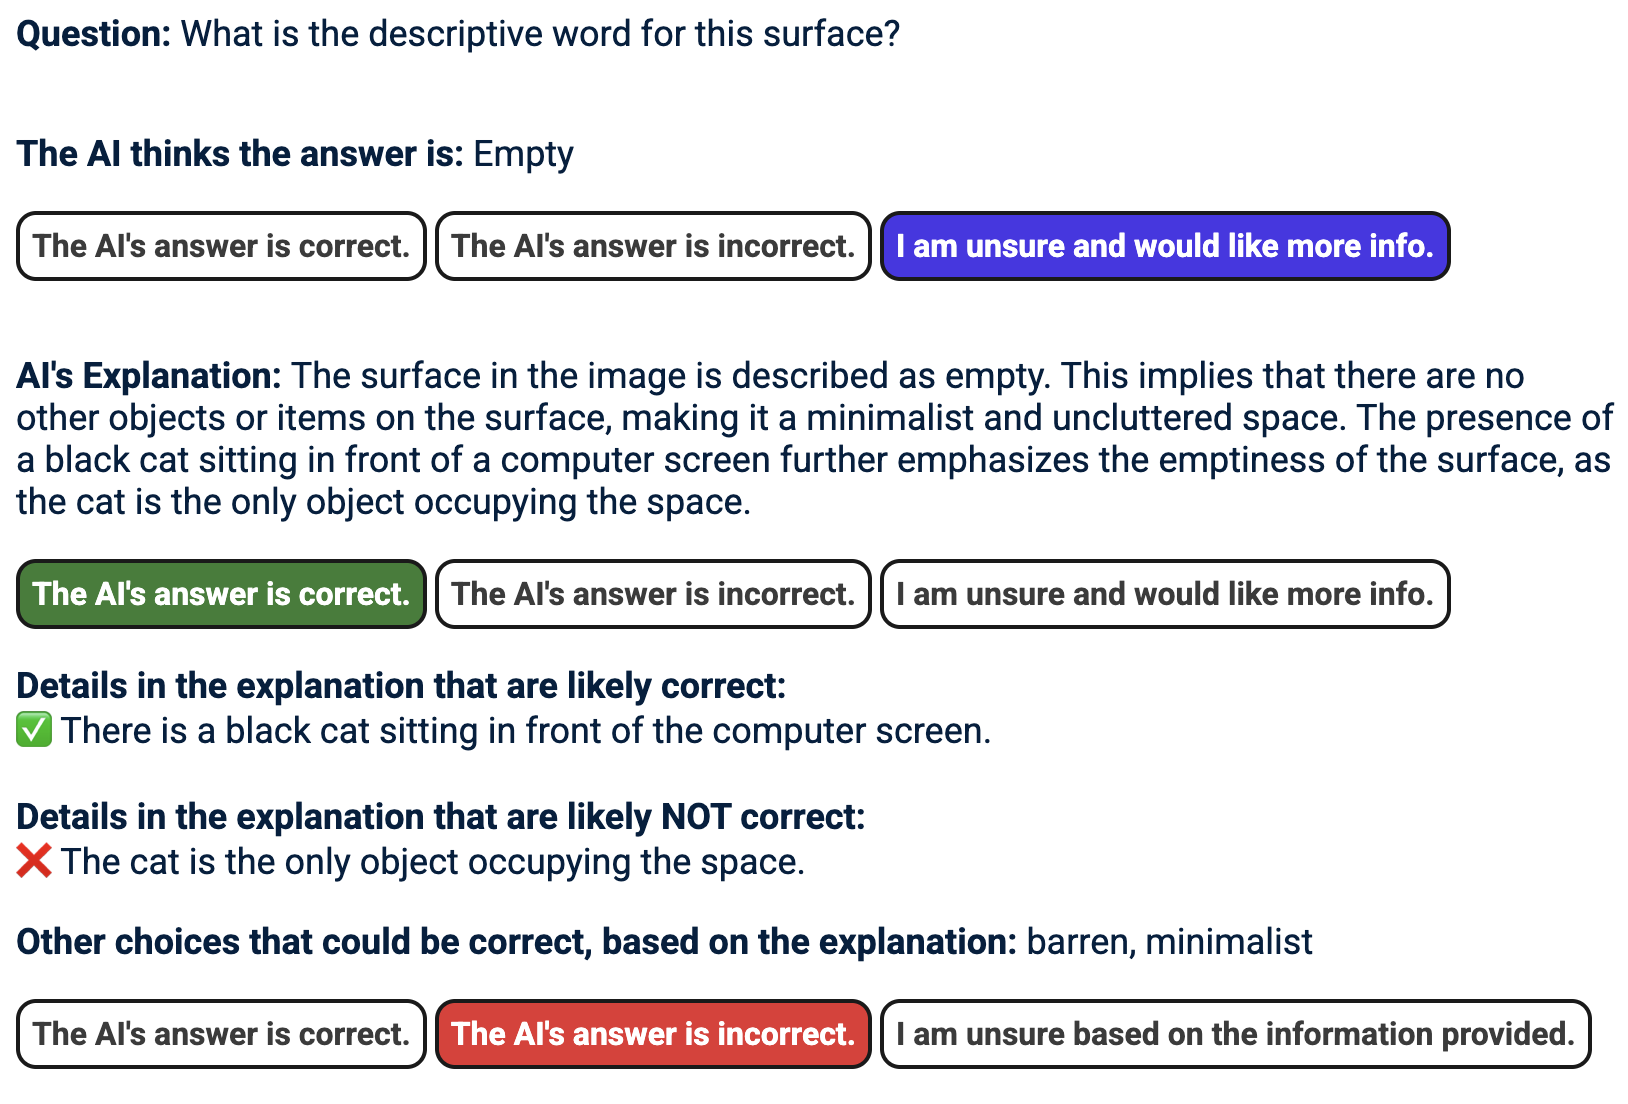 Question: What is the descriptive word for this surface?
The AI thinks the answer is: Empty
The AI's answer is correct. The AI's answer is incorrect. I am unsure and would like more info.
AI's Explanation: The surface in the image is described as empty. This implies that there are no
other objects or items on the surface, making it a minimalist and uncluttered space. The presence of
a black cat sitting in front of a computer screen further emphasizes the emptiness of the surface, as
the cat is the only object occupying the space.
The AI's answer is correct. The AI's answer is incorrect. I am unsure and would like more info.
Details in the explanation that are likely correct:
✅ There is a black cat sitting in front of the computer screen.
Details in the explanation that are likely NOT correct:
❌ The cat is the only object occupying the space.
Other choices that could be correct, based on the explanation: barren, minimalist
The AI's answer is correct. The AI's answer is incorrect. I am unsure based on the information provided.